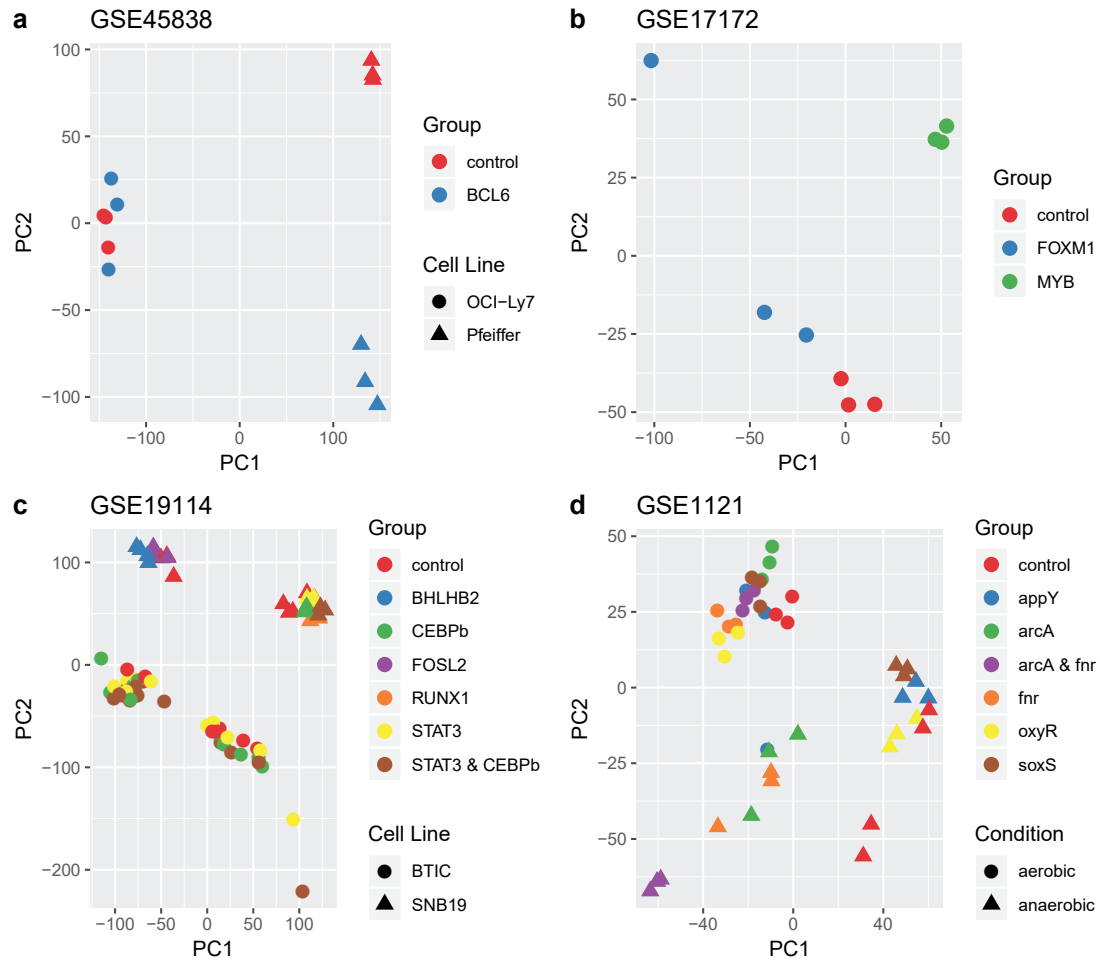 a GSE45838
100
50
0
−50
−100
PC2
−100 0 100
PC1
Group
control
BCL6
Cell Line
OCI−Ly7
Pfeiffer
b GSE17172
50
25
0
−25
−50
PC2
−100 −50 0 50
PC1
Group
control
FOXM1
MYB
c GSE19114
100
0
−100
−200
PC2
−100 −50 0 50 100
PC1
Group
control
BHLHB2
CEBPb
FOSL2
RUNX1
STAT3
STAT3 & CEBPb
Cell Line
BTIC
SNB19
d GSE1121
50
25
0
−25
−50
PC2
−40 0 40
PC1
Group
control
appY
arcA
arcA & fnr
fnr
oxyR
soxS
Condition
aerobic
anaerobic